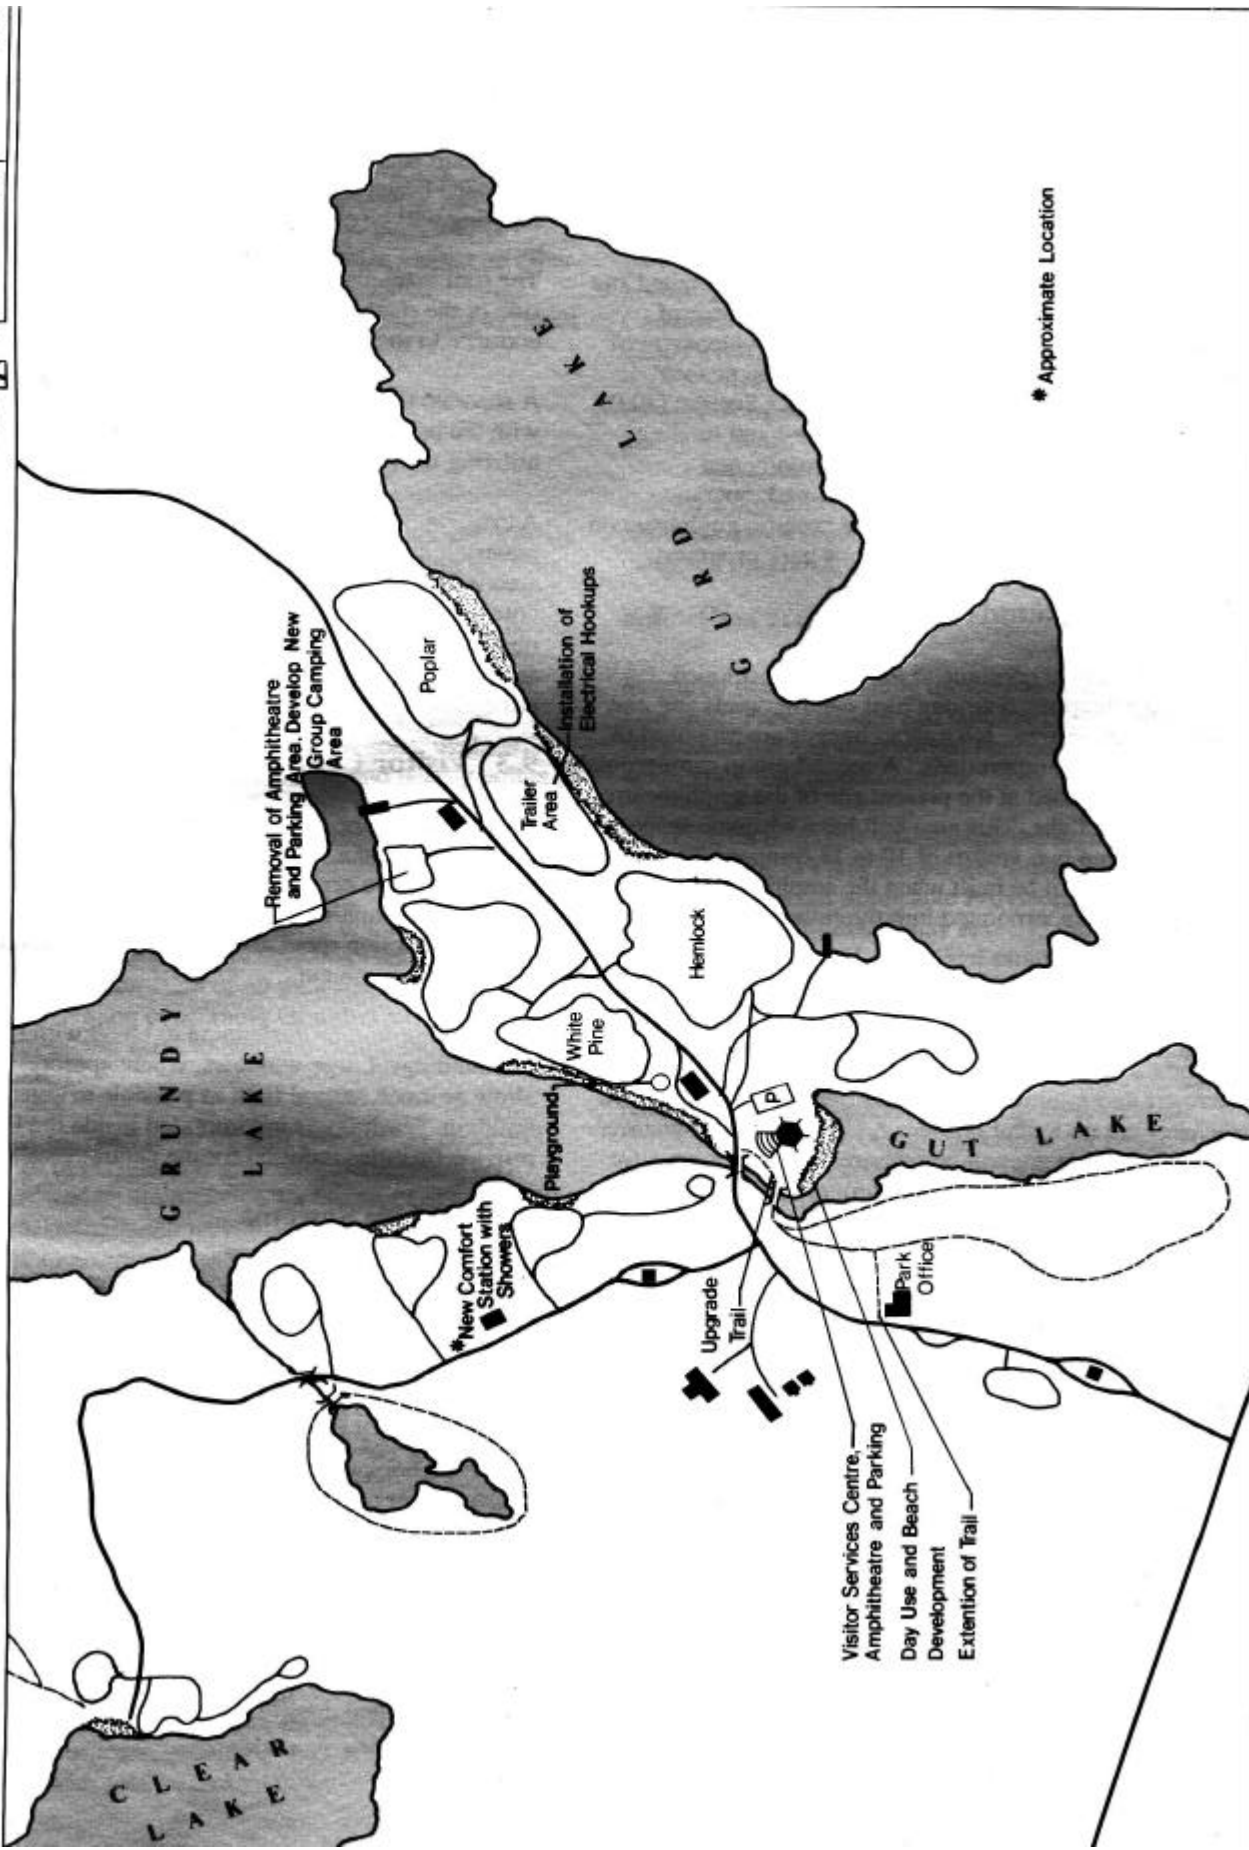 CLEAR
LAKE
GRUNDY
LAKE
Removal of Amphitheatre
and Parking Area. Develop New
Group Camping
Area
Poplar
Trailer
Area
Installation of
Electrical Hookups
LAKE
GURD
Playground
White
Pine
Hemlock
*New Comfort
Station with
Showers
P
GUT LAKE
Upgrade
Trail
Park
Office
Visitor Services Centre,
Amphitheatre and Parking
Day Use and Beach
Development
Extention of Trail
* Approximate Location